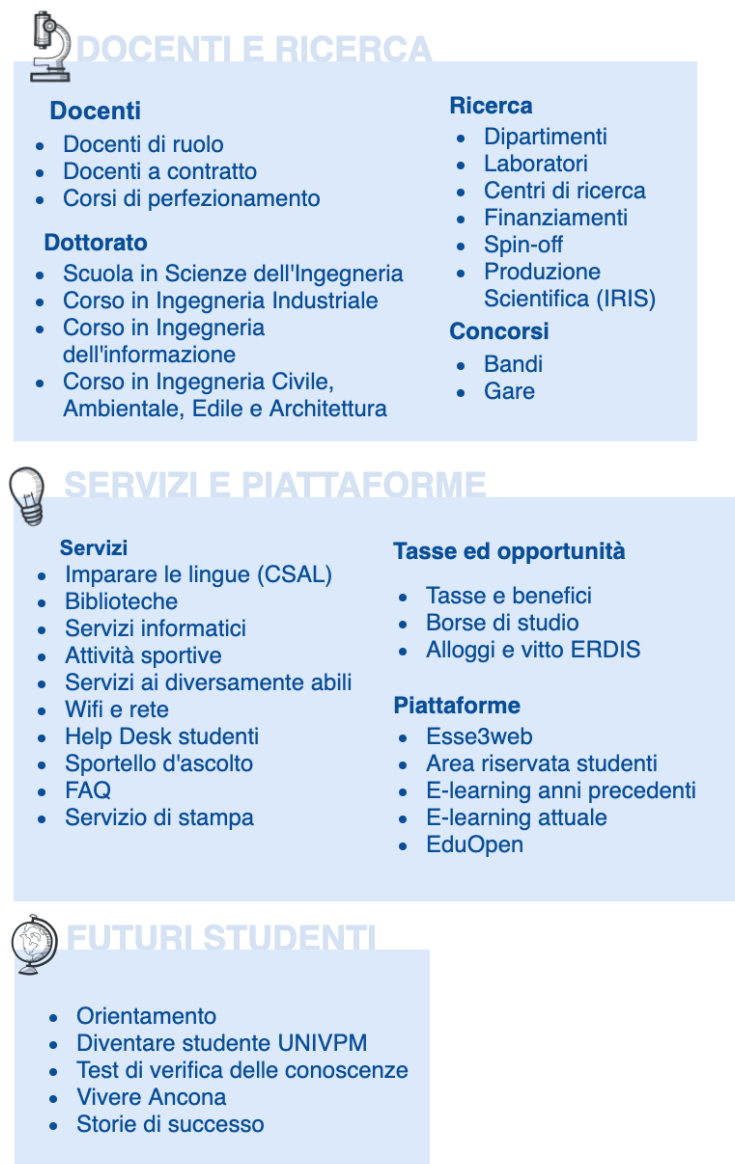 DOCENTI E RICERCA
Docenti
• Docenti di ruolo
• Docenti a contratto
• Corsi di perfezionamento
Dottorato
• Scuola in Scienze dell'Ingegneria
• Corso in Ingegneria Industriale
• Corso in Ingegneria
dell'informazione
• Corso in Ingegneria Civile,
Ambientale, Edile e Architettura
Ricerca
• Dipartimenti
• Laboratori
• Centri di ricerca
• Finanziamenti
• Spin-off
• Produzione
Scientifica (IRIS)
Concorsi
• Bandi
• Gare
SERVIZI E PIATTAFORME
Servizi
• Imparare le lingue (CSAL)
• Biblioteche
• Servizi informatici
• Attività sportive
• Servizi ai diversamente abili
• Wifi e rete
• Help Desk studenti
• Sportello d'ascolto
• FAQ
• Servizio di stampa
Tasse ed opportunità
• Tasse e benefici
• Borse di studio
• Alloggi e vitto ERDIS
Piattaforme
• Esse3web
• Area riservata studenti
• E-learning anni precedenti
• E-learning attuale
• EduOpen
FUTURI STUDENTI
• Orientamento
• Diventare studente UNIVPM
• Test di verifica delle conoscenze
• Vivere Ancona
• Storie di successo